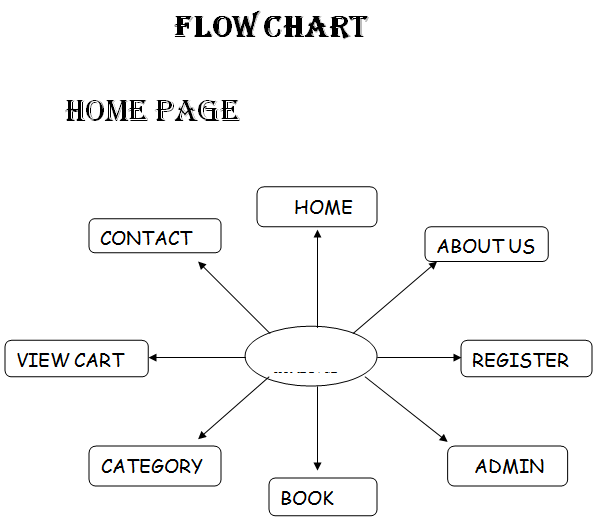 FLOW CHART
HOME PAGE
HOME
CONTACT
ABOUT US
VIEW CART
REGISTER
CATEGORY
ADMIN
BOOK